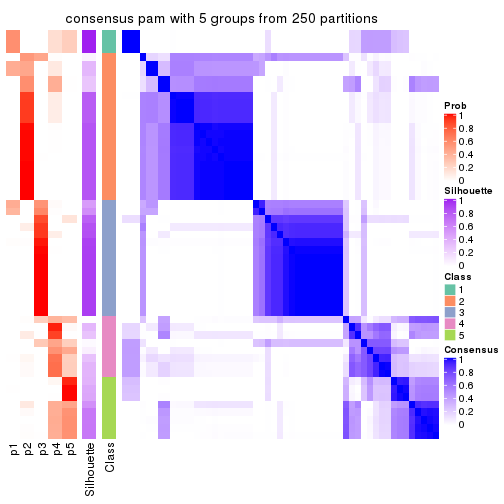 consensus pam with 5 groups from 250 partitions
Prob
1
0.8
0.6
0.4
0.2
0
Silhouette
1
0.8
0.6
0.4
0.2
0
Class
1
2
3
4
5
Consensus
1
0.8
0.6
0.4
0.2
0
p1
p2
p3
p4
p5
Silhouette
Class